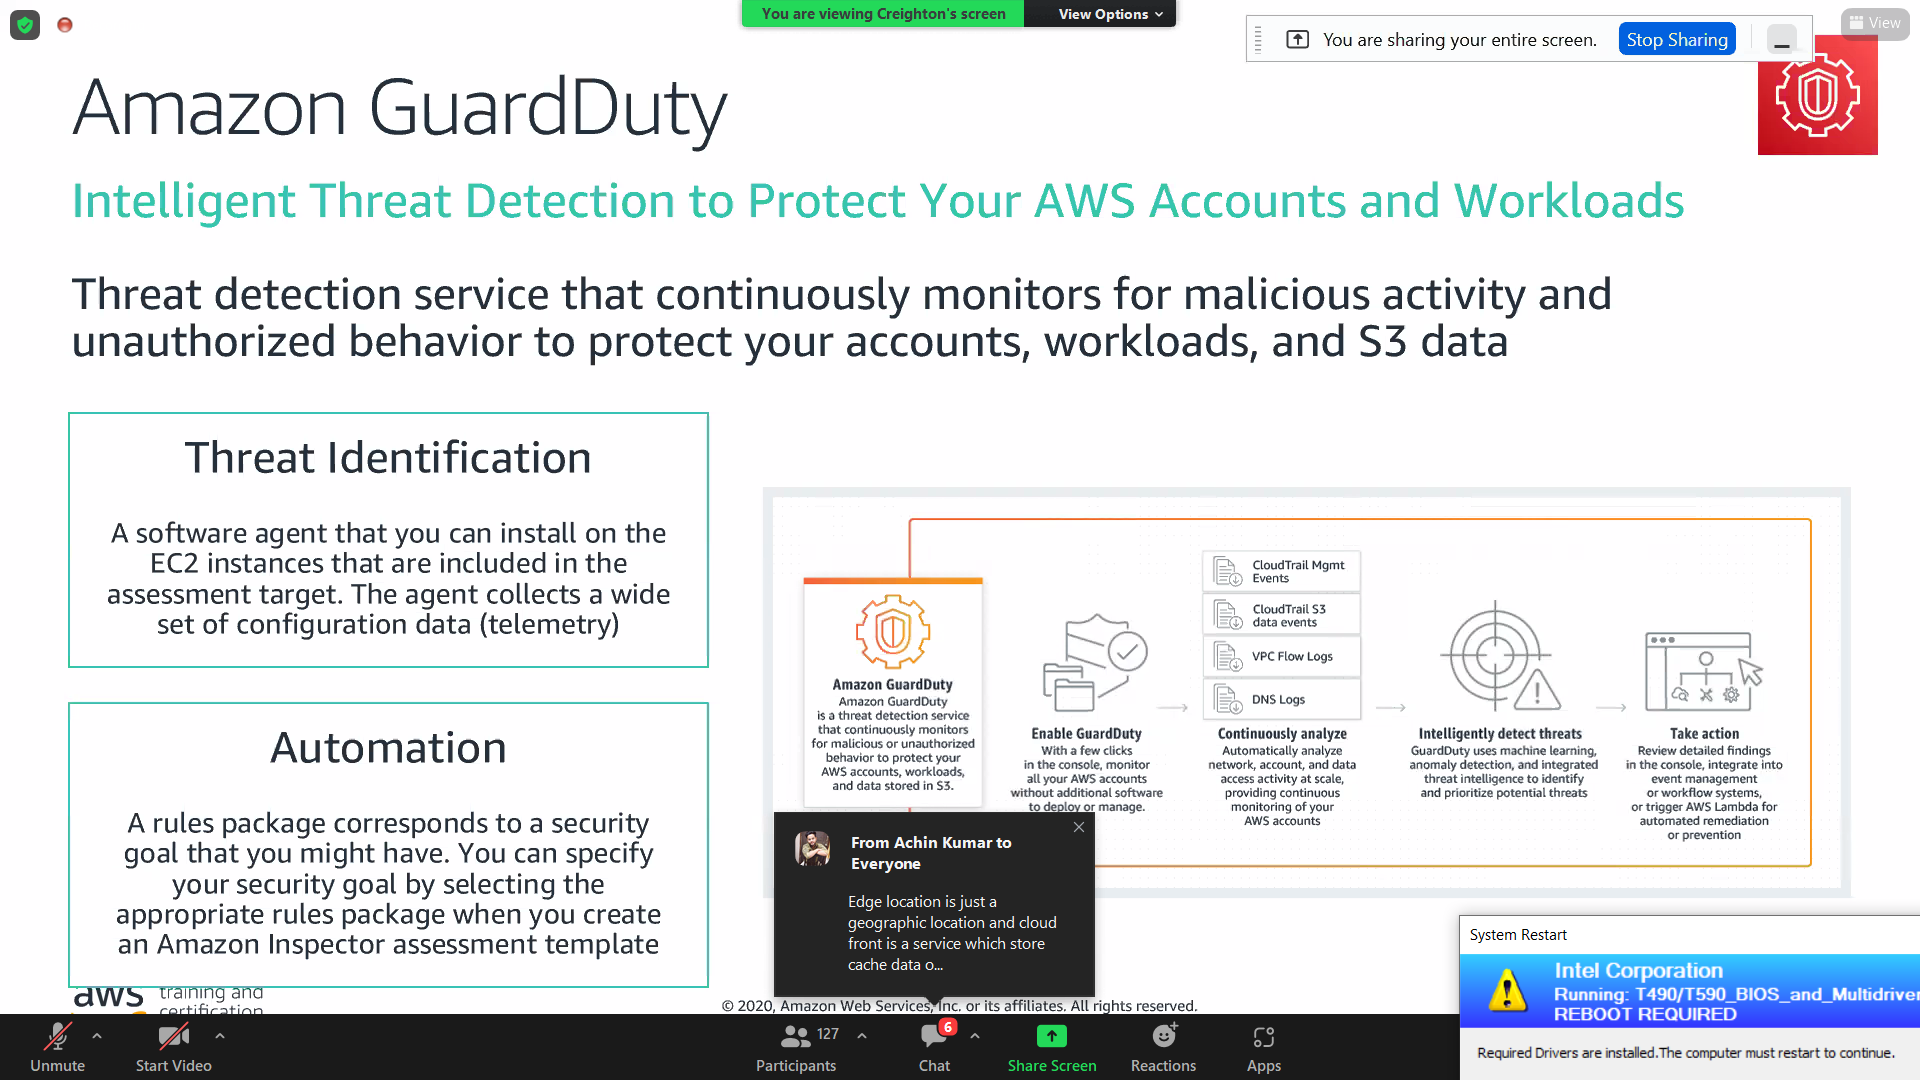 You are viewing Creighton's screen
View Options
You are sharing your entire screen.
Stop Sharing
View
Amazon GuardDuty
Intelligent Threat Detection to Protect Your AWS Accounts and Workloads
Threat detection service that continuously monitors for malicious activity and
unauthorized behavior to protect your accounts, workloads, and S3 data
Threat Identification
A software agent that you can install on the
EC2 instances that are included in the
assessment target. The agent collects a wide
set of configuration data (telemetry)
Automation
A rules package corresponds to a security
goal that you might have. You can specify
your security goal by selecting the
appropriate rules package when you create
an Amazon Inspector assessment template
Amazon GuardDuty
Amazon GuardDuty
is a threat detection service
that continuously monitors
for malicious or unauthorized
behavior to protect your
AWS accounts, workloads,
and data stored in S3.
Enable GuardDuty
With a few clicks
in the console, monitor
all your AWS accounts
without additional software
to deploy or manage.
CloudTrail Mgmt
Events
CloudTrail S3
data events
VPC Flow Logs
DNS Logs
Continuously analyze
Automatically analyze
network, account, and data
access activity at scale,
providing continuous
monitoring of your
AWS accounts
Intelligently detect threats
GuardDuty uses machine learning,
anomaly detection, and integrated
threat intelligence to identify
and prioritize potential threats
Take action
Review detailed findings
in the console, integrate into
event management
or workflow systems,
or trigger AWS Lambda for
automated remediation
or prevention
From Achin Kumar to
Everyone
Edge location is just a
geographic location and cloud
front is a service which store
cache data o...
aws training and
certification
© 2020, Amazon Web Services, Inc. or its affiliates. All rights reserved.
System Restart
Intel Corporation
Running: T490/T590_BIOS_and_Multidriver
REBOOT REQUIRED
Required Drivers are installed.The computer must restart to continue.
Unmute
Start Video
127
Participants
6
Chat
Share Screen
Reactions
Apps